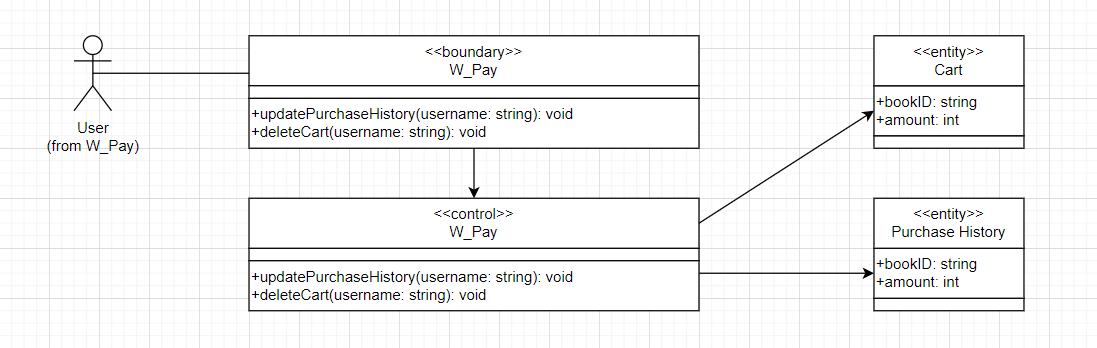 User
(from W_Pay)
<<boundary>>
W_Pay
+updatePurchaseHistory(username: string): void
+deleteCart(username: string): void
<<control>>
W_Pay
+updatePurchaseHistory(username: string): void
+deleteCart(username: string): void
<<entity>>
Cart
+bookID: string
+amount: int
<<entity>>
Purchase History
+bookID: string
+amount: int